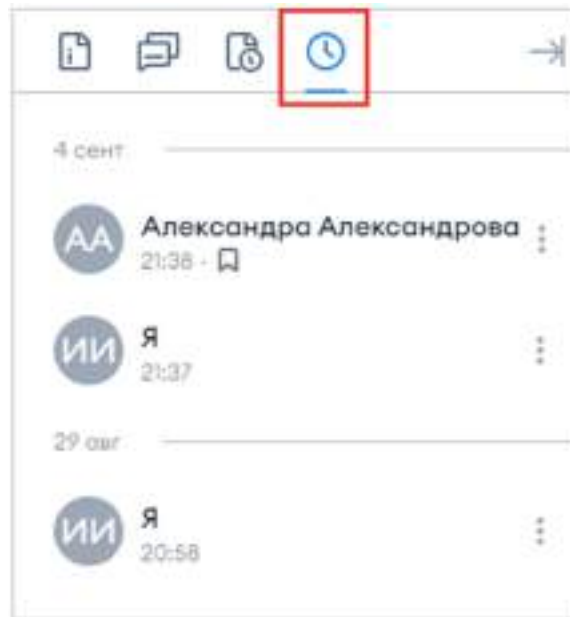 4 сент
АА
Александра Александрова
21:38 ·
ИИ
Я
21:37
29 авг
ИИ
Я
20:58